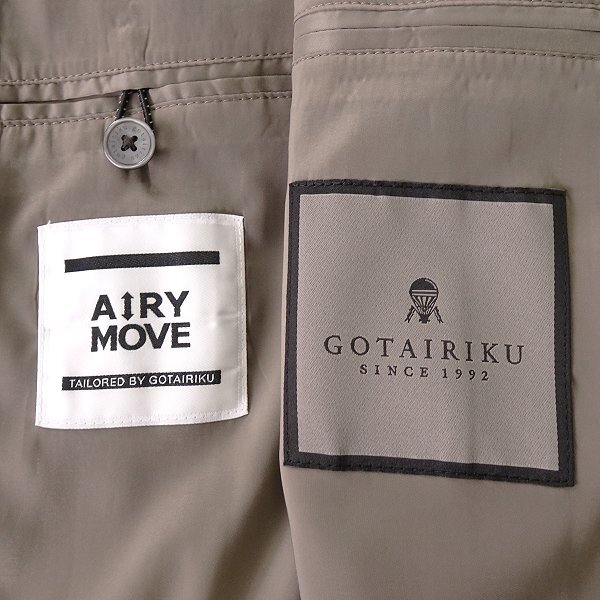 A↕RY
MOVE
TAILORED BY GOTAIRIKU
GOTAIRIKU
SINCE 1992